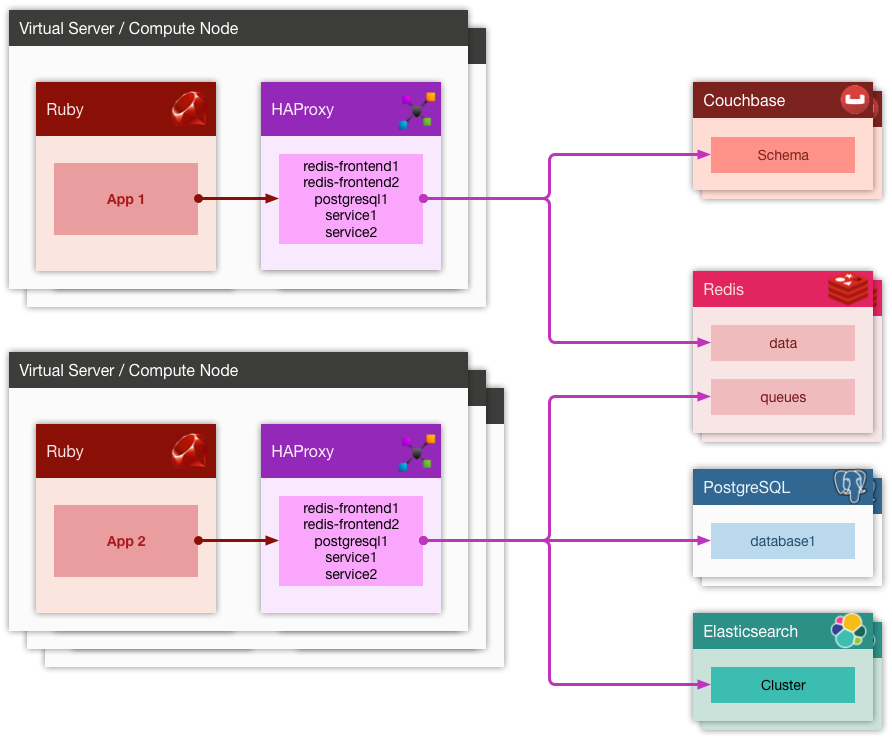 Virtual Server / Compute Node
Ruby
App 1
HAProxy
redis-frontend1
redis-frontend2
postgresql1
service1
service2
Virtual Server / Compute Node
Ruby
App 2
HAProxy
redis-frontend1
redis-frontend2
postgresql1
service1
service2
Couchbase
Schema
Redis
data
queues
PostgreSQL
database1
Elasticsearch
Cluster